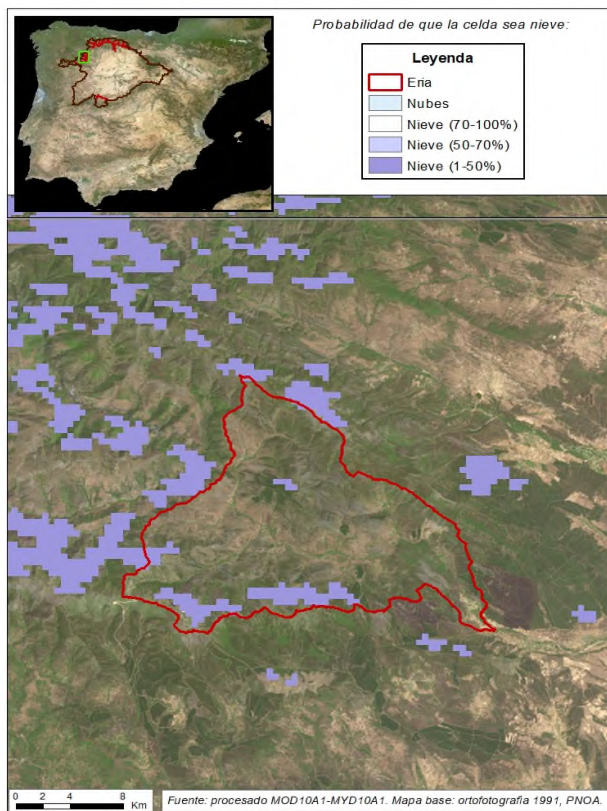 Probabilidad de que la celda sea nieve:
Leyenda
Eria
Nubes
Nieve (70-100%)
Nieve (50-70%)
Nieve (1-50%)
0 2 4 8
Km
Fuente: procesado MOD10A1-MYD10A1. Mapa base: ortofotografia 1991, PNOA